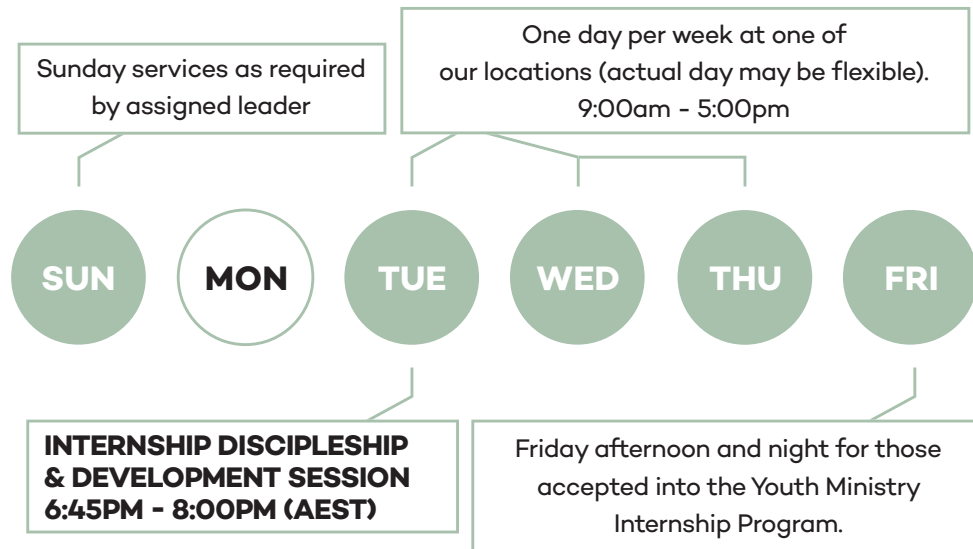 Sunday services as required
by assigned leader
One day per week at one of
our locations (actual day may be flexible).
9:00am - 5:00pm
SUN
MON
TUE
WED
THU
FRI
INTERNSHIP DISCIPLESHIP
& DEVELOPMENT SESSION
6:45PM - 8:00PM (AEST)
Friday afternoon and night for those
accepted into the Youth Ministry
Internship Program.